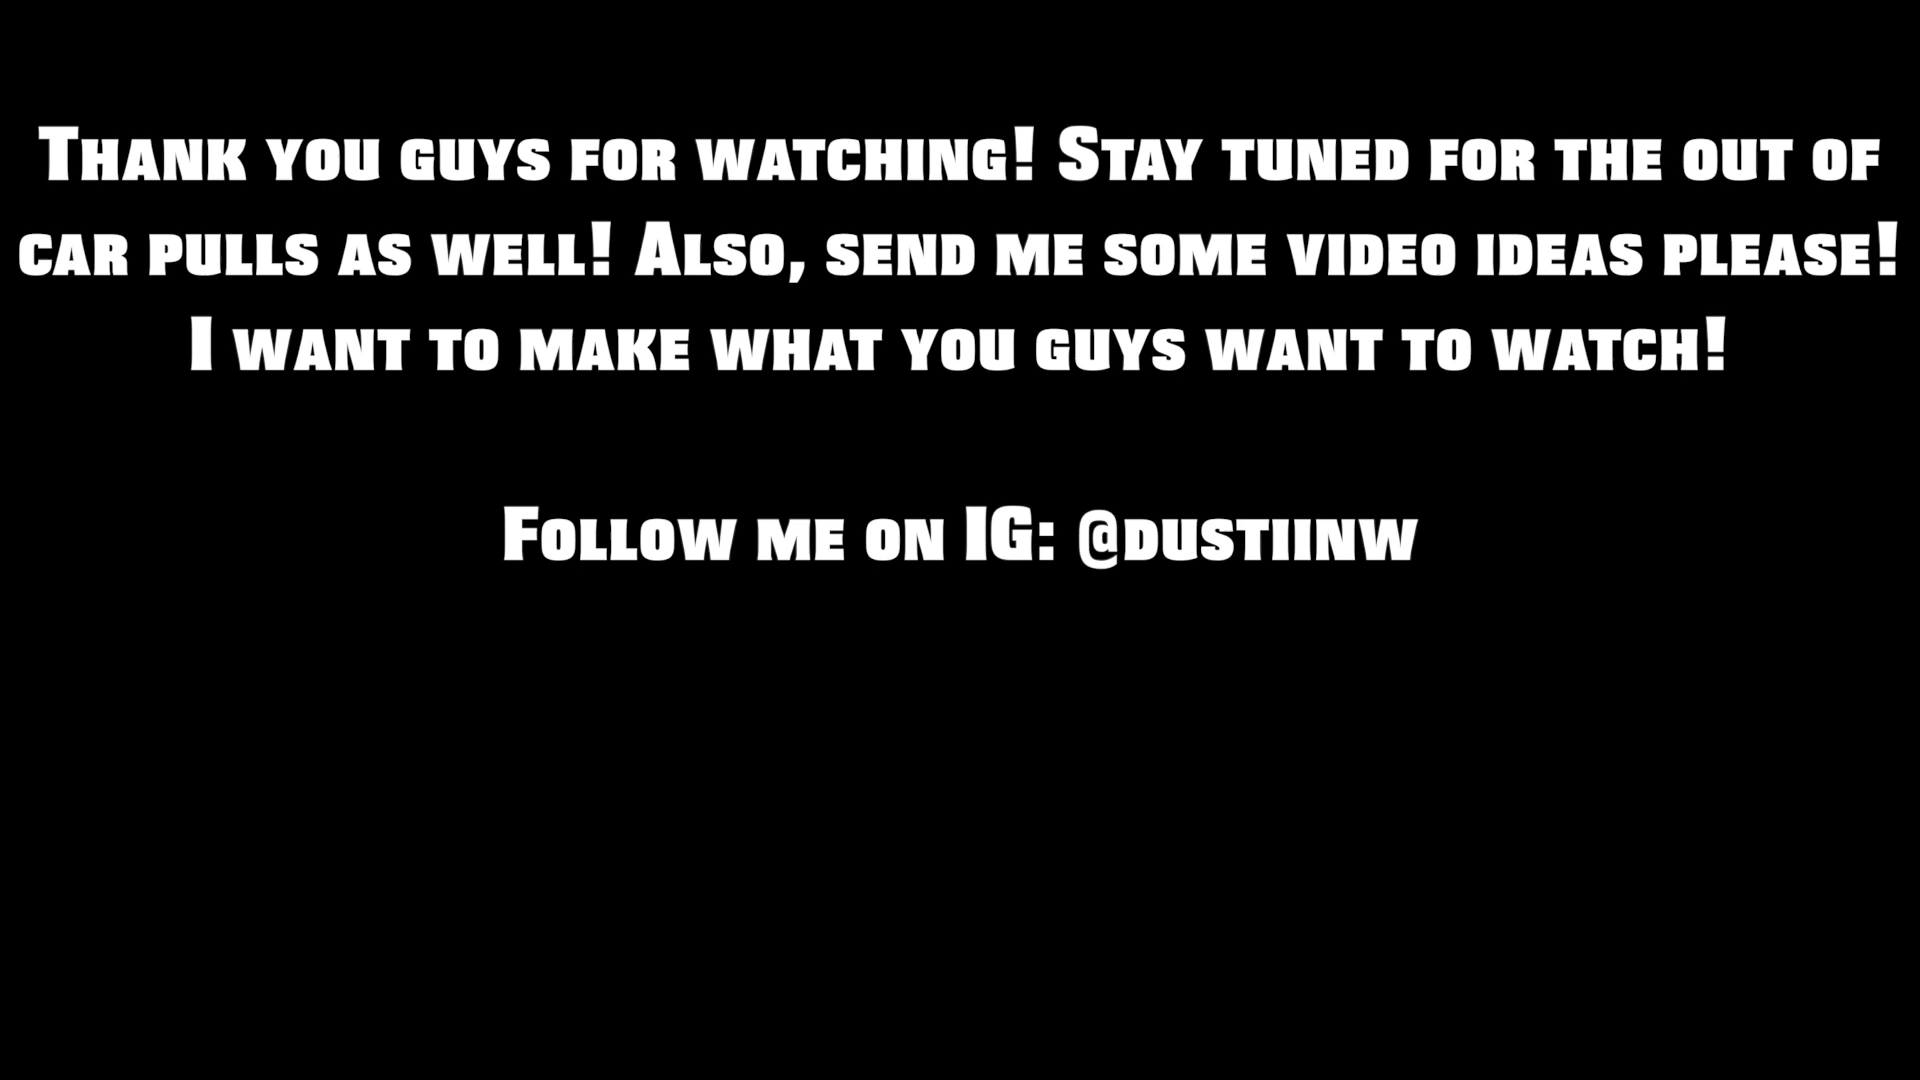 Thank you guys for watching! Stay tuned for the out of
car pulls as well! Also, send me some video ideas please!
I want to make what you guys want to watch!
Follow me on IG: @dustiinw